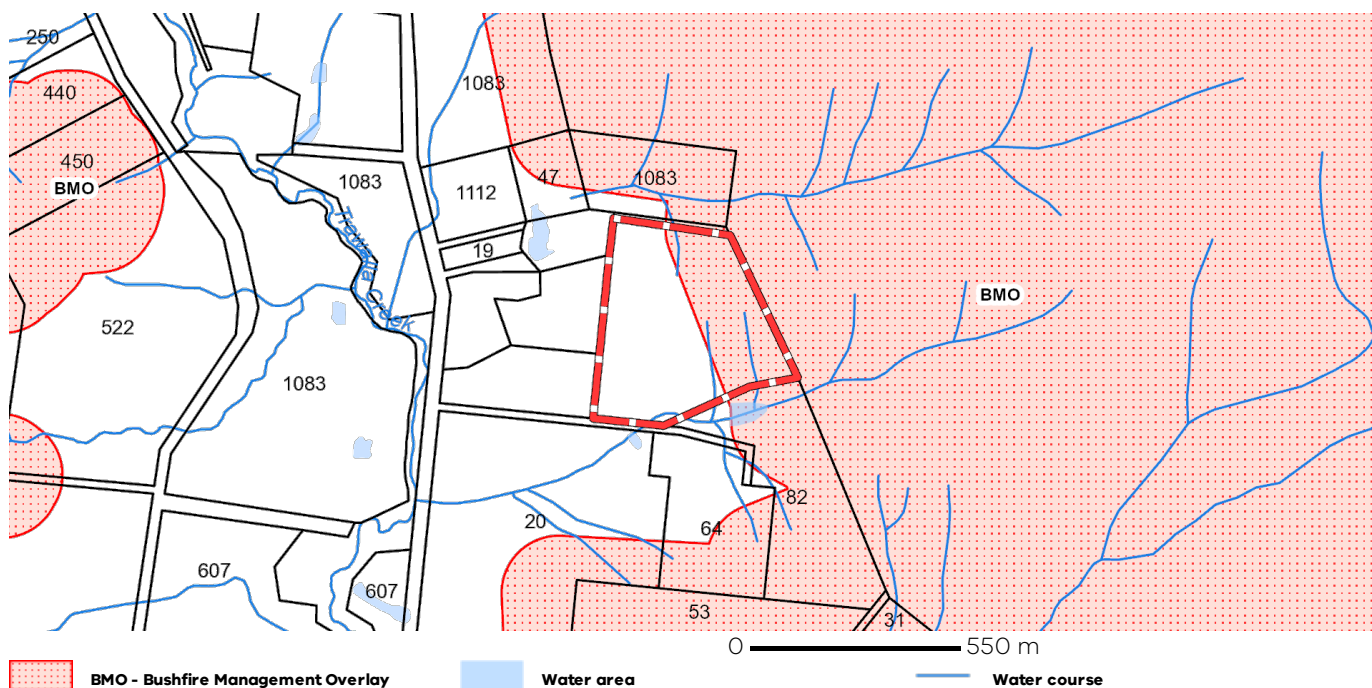 250
440
1083
450
BMO
1083
47
1083
1112
19
Trawalla Creek
BMO
522
1083
82
20
64
607
607
53
31
0 550 m
BMO - Bushfire Management Overlay
Water area
Water course